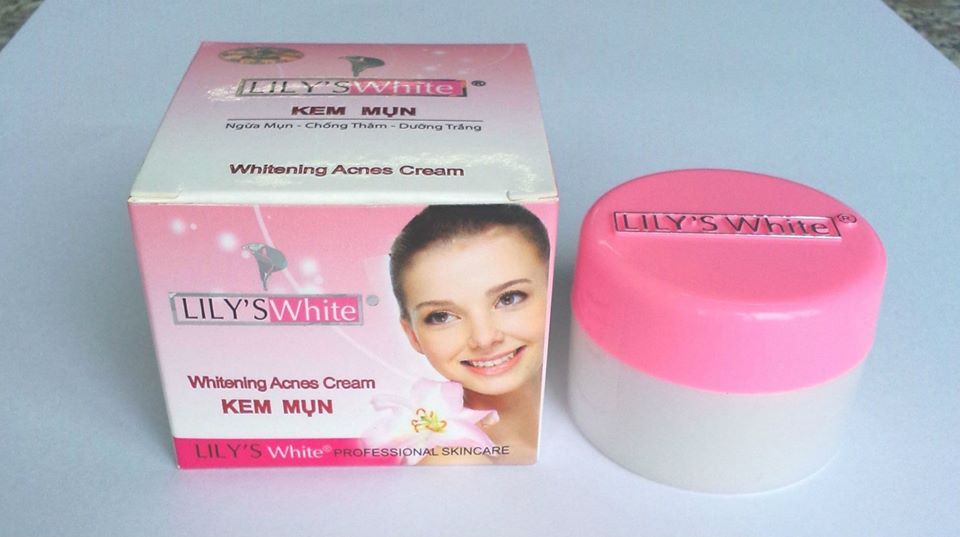 LILY'S White ®
KEM MỤN
Ngừa Mụn - Chống Thâm - Dưỡng Trắng
Whitening Acnes Cream
LILY'S White ®
Whitening Acnes Cream
KEM MỤN
LILY'S White® PROFESSIONAL SKINCARE
LILY'S White ®